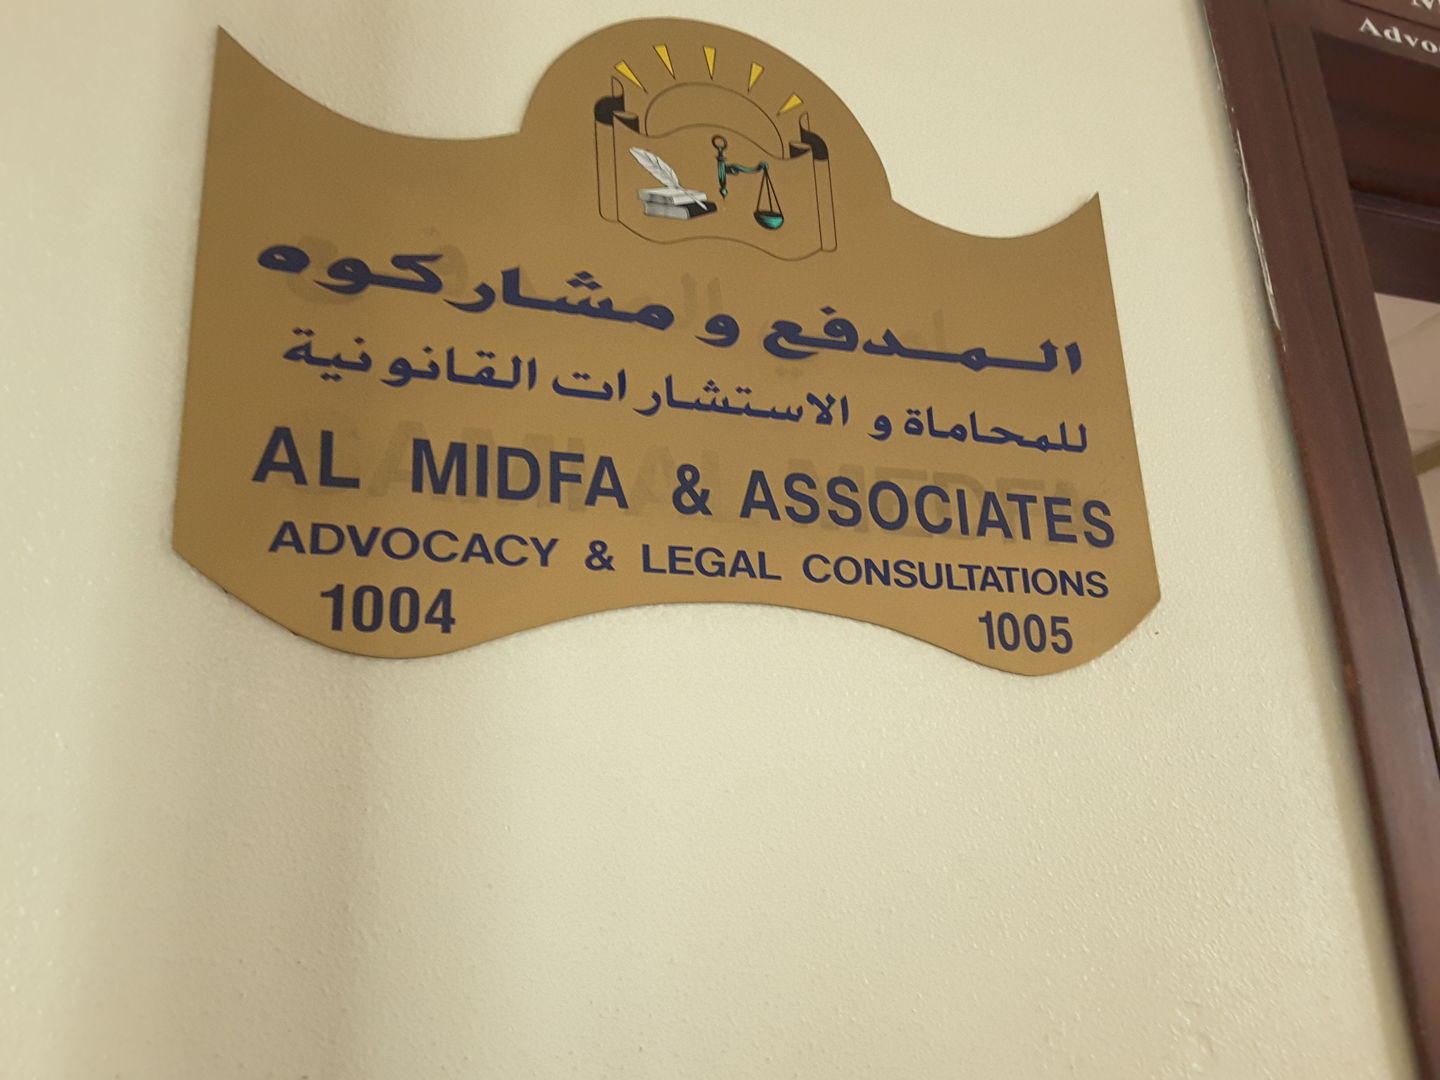 المدفع و مشاركوه
للمحاماة و الاستشارات القانونية
AL MIDFA & ASSOCIATES
ADVOCACY & LEGAL CONSULTATIONS
1004 1005